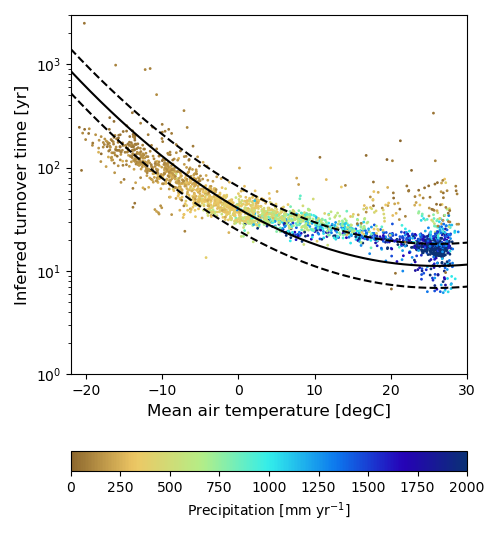 10³
10²
10¹
10⁰
Inferred turnover time [yr]
−20 −10 0 10 20 30
Mean air temperature [degC]
0 250 500 750 1000 1250 1500 1750 2000
Precipitation [mm yr⁻¹]